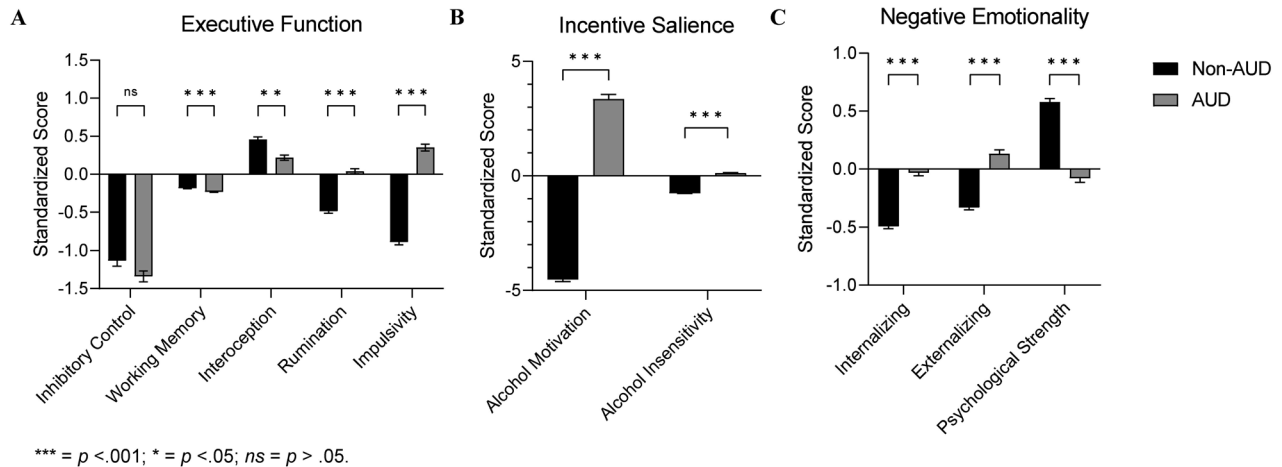 A
Executive Function
Standardized Score
1.5
1.0
0.5
0.0
-0.5
-1.0
-1.5
ns
***
**
***
***
Inhibitory Control
Working Memory
Interoception
Rumination
Impulsivity
B
Incentive Salience
Standardized Score
5
0
-5
***
***
Alcohol Motivation
Alcohol Insensitivity
C
Negative Emotionality
Standardized Score
1.0
0.5
0.0
-0.5
-1.0
***
***
***
Internalizing
Externalizing
Psychological Strength
Non-AUD
AUD
*** = p <.001; * = p <.05; ns = p > .05.